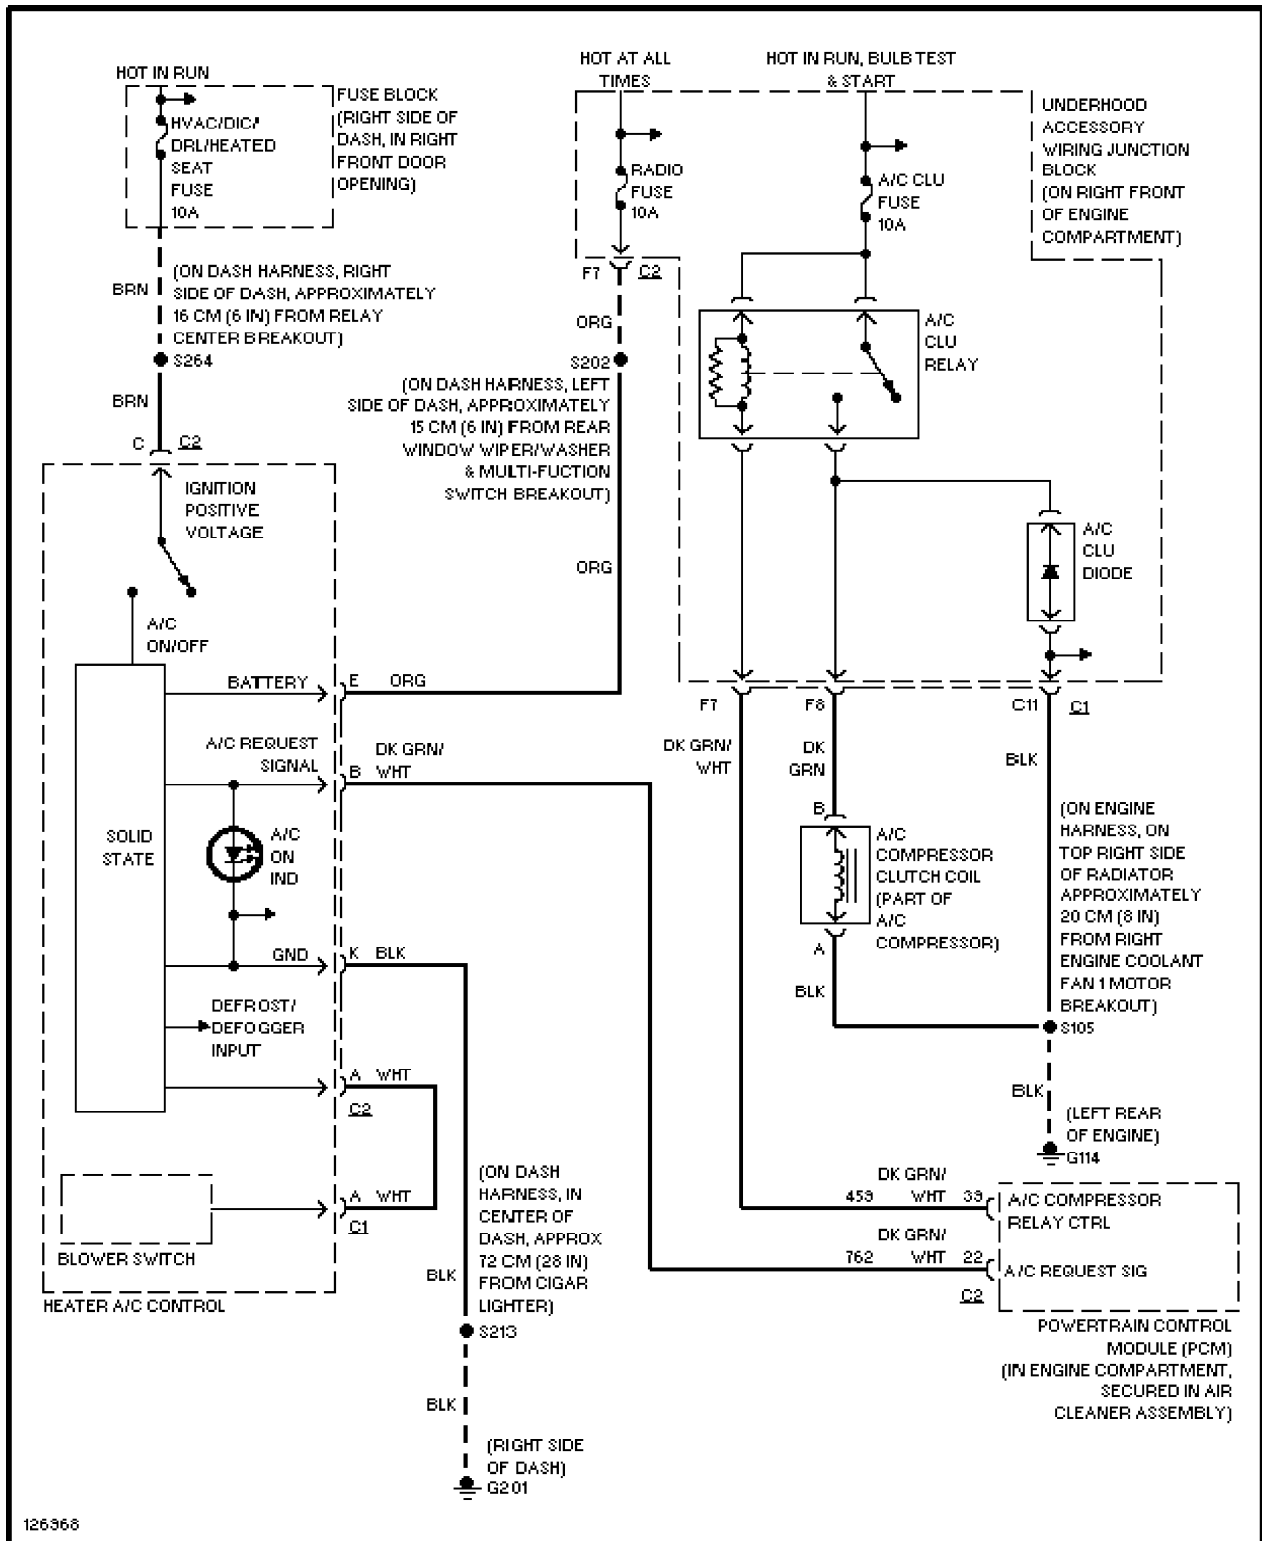 HOT IN RUN
FUSE BLOCK
(RIGHT SIDE OF
DASH, IN RIGHT
FRONT DOOR
OPENING)
HVAC/DIC/
DRL/HEATED
SEAT
FUSE
10A
HOT AT ALL
TIMES
HOT IN RUN, BULB TEST
& START
UNDERHOOD
ACCESSORY
WIRING JUNCTION
BLOCK
(ON RIGHT FRONT
OF ENGINE
COMPARTMENT)
RADIO
FUSE
10A
A/C CLU
FUSE
10A
F7 C2
BRN
(ON DASH HARNESS, RIGHT
SIDE OF DASH, APPROXIMATELY
16 CM (6 IN) FROM RELAY
CENTER BREAKOUT)
S264
BRN
C C2
ORG
S202
(ON DASH HARNESS, LEFT
SIDE OF DASH, APPROXIMATELY
15 CM (6 IN) FROM REAR
WINDOW WIPER/WASHER
& MULTI-FUCTION
SWITCH BREAKOUT)
ORG
A/C
CLU
RELAY
A/C
CLU
DIODE
IGNITION
POSITIVE
VOLTAGE
A/C
ON/OFF
BATTERY
E ORG
A/C REQUEST
SIGNAL
DK GRN/
B WHT
SOLID
STATE
A/C
ON
IND
GND
K BLK
DEFROST/
DEFOGGER
INPUT
A WHT
C2
A WHT
C1
BLOWER SWITCH
HEATER A/C CONTROL
F7 F8 C11 C1
DK GRN/
WHT
DK
GRN
BLK
B
A/C
COMPRESSOR
CLUTCH COIL
(PART OF
A/C
COMPRESSOR)
A
BLK
(ON ENGINE
HARNESS, ON
TOP RIGHT SIDE
OF RADIATOR
APPROXIMATELY
20 CM (8 IN)
FROM RIGHT
ENGINE COOLANT
FAN 1 MOTOR
BREAKOUT)
S105
BLK
(LEFT REAR
OF ENGINE)
G114
(ON DASH
HARNESS, IN
CENTER OF
DASH, APPROX
72 CM (28 IN)
FROM CIGAR
LIGHTER)
BLK
S213
BLK
(RIGHT SIDE
OF DASH)
G201
DK GRN/
459 WHT 33
A/C COMPRESSOR
RELAY CTRL
DK GRN/
762 WHT 22
A/C REQUEST SIG
C2
POWERTRAIN CONTROL
MODULE (PCM)
(IN ENGINE COMPARTMENT,
SECURED IN AIR
CLEANER ASSEMBLY)
126368